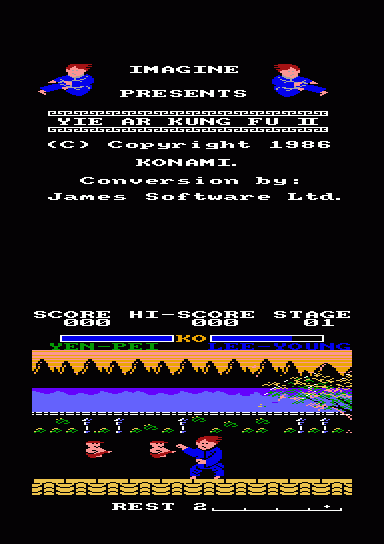 IMAGINE
PRESENTS
YIE AR KUNG FU II
(C) Copyright 1986
KONAMI.
Conversion by:
James Software Ltd.
SCORE HI-SCORE STAGE
000 000 01
KO
YEN-PEI LEE-YOUNG
REST 2